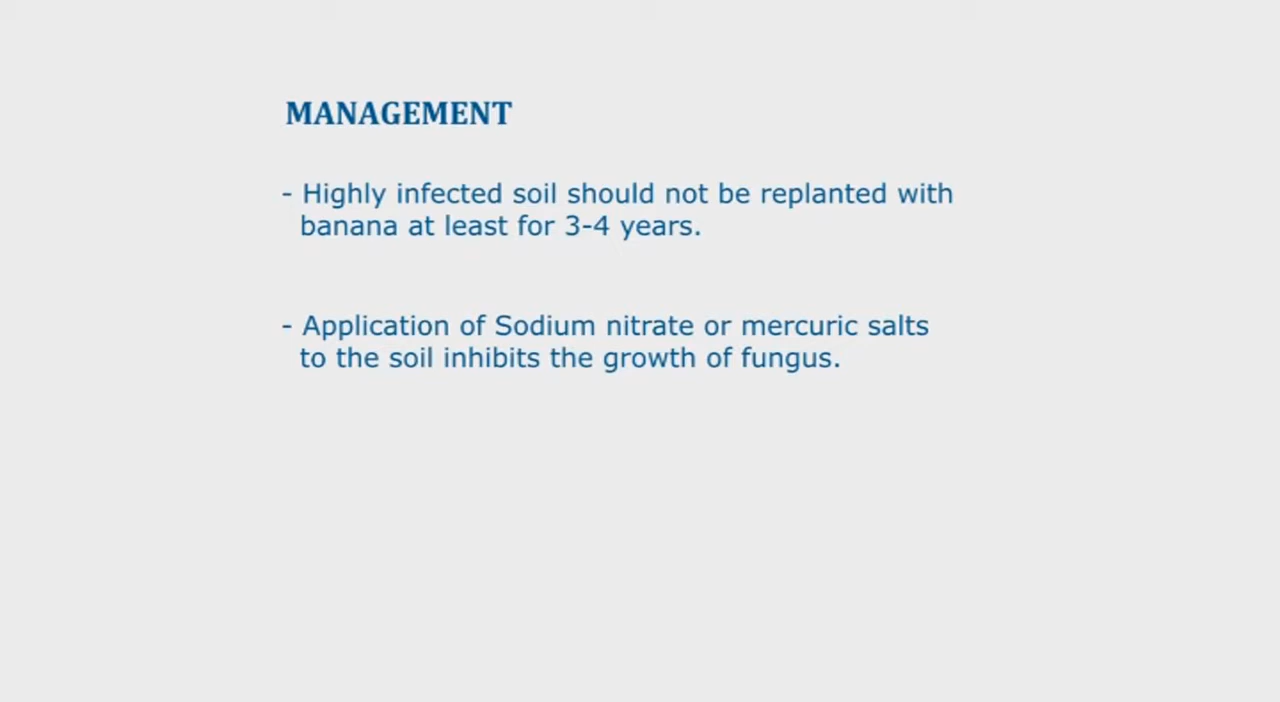 MANAGEMENT
- Highly infected soil should not be replanted with
banana at least for 3-4 years.
- Application of Sodium nitrate or mercuric salts
to the soil inhibits the growth of fungus.